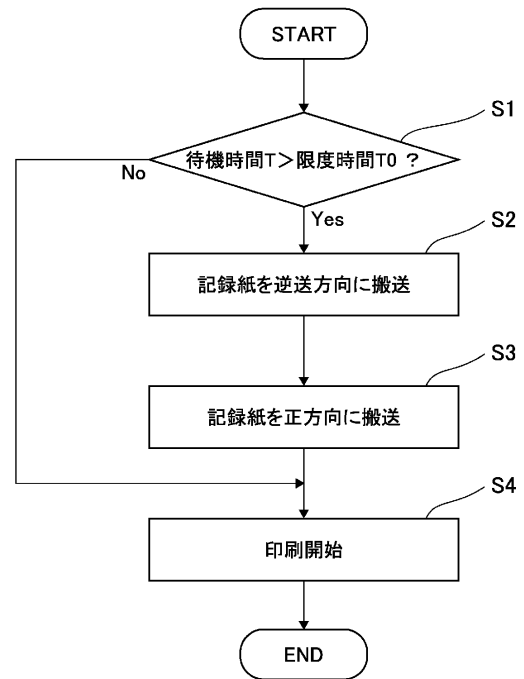 START
S1
待機時間T＞限度時間T0 ？
No
Yes
S2
記録紙を逆送方向に搬送
S3
記録紙を正方向に搬送
S4
印刷開始
END